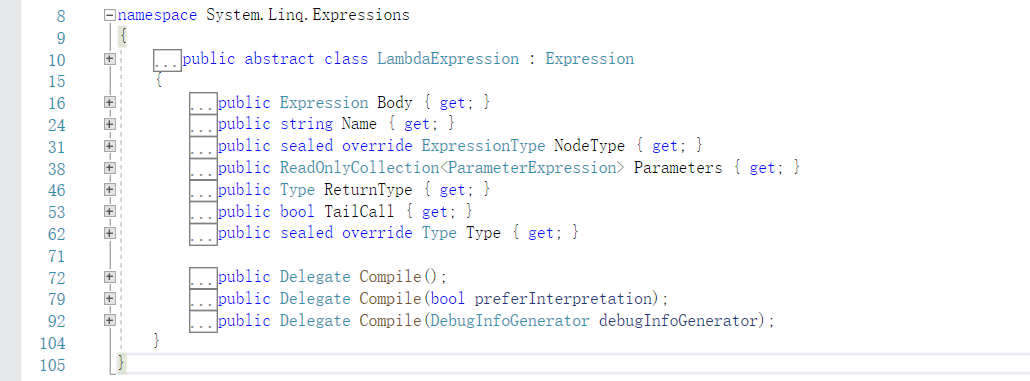 8 namespace System.Linq.Expressions
9 {
10 ...public abstract class LambdaExpression : Expression
15 {
16 ...public Expression Body { get; }
24 ...public string Name { get; }
31 ...public sealed override ExpressionType NodeType { get; }
38 ...public ReadOnlyCollection<ParameterExpression> Parameters { get; }
46 ...public Type ReturnType { get; }
53 ...public bool TailCall { get; }
62 ...public sealed override Type Type { get; }
71
72 ...public Delegate Compile();
79 ...public Delegate Compile(bool preferInterpretation);
92 ...public Delegate Compile(DebugInfoGenerator debugInfoGenerator);
104 }
105 }